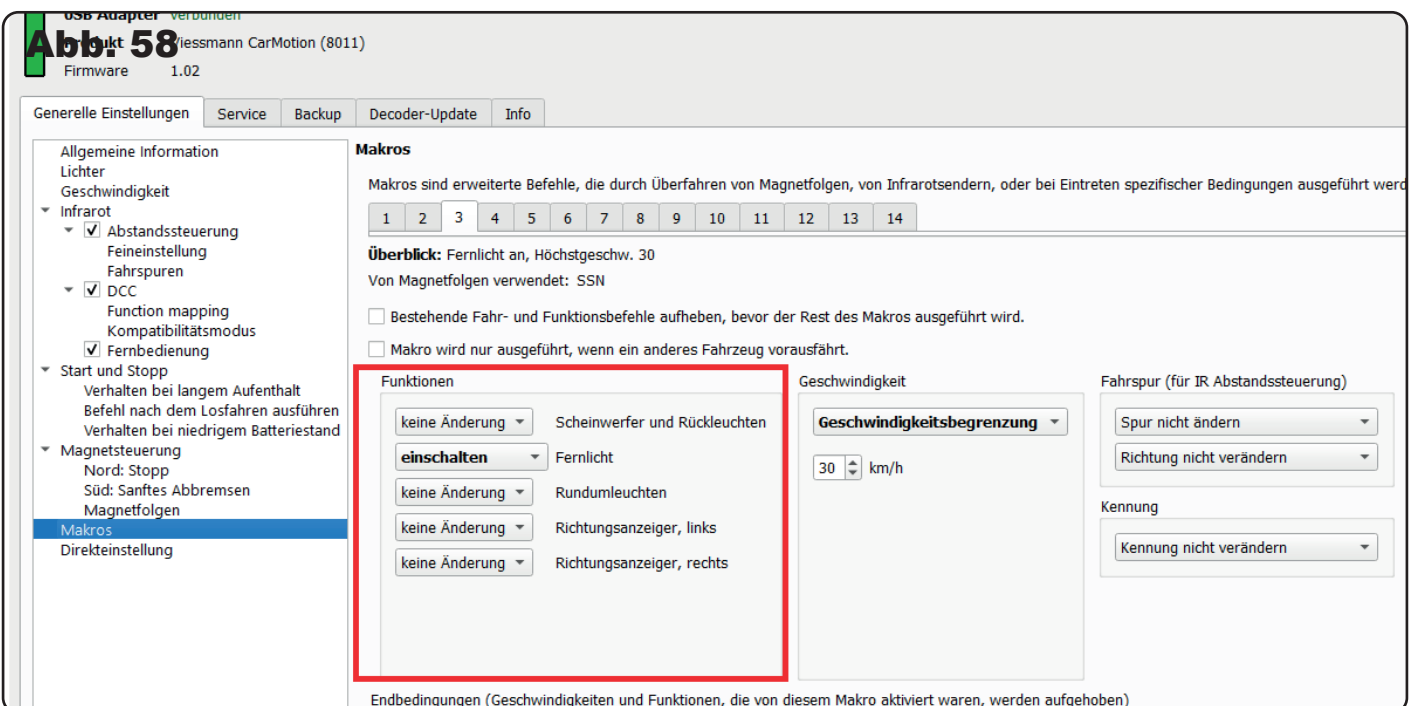 USB Adapter verbunden
Abb. 58
Produkt Viessmann CarMotion (8011)
Firmware 1.02
Generelle Einstellungen Service Backup Decoder-Update Info
Allgemeine Information
Lichter
Geschwindigkeit
Infrarot
Abstandssteuerung
Feineinstellung
Fahrspuren
DCC
Function mapping
Kompatibilitätsmodus
Fernbedienung
Start und Stopp
Verhalten bei langem Aufenthalt
Befehl nach dem Losfahren ausführen
Verhalten bei niedrigem Batteriestand
Magnetsteuerung
Nord: Stopp
Süd: Sanftes Abbremsen
Magnetfolgen
Makros
Direkteinstellung
Makros
Makros sind erweiterte Befehle, die durch Überfahren von Magnetfolgen, von Infrarotsendern, oder bei Eintreten spezifischer Bedingungen ausgeführt werd
1 2 3 4 5 6 7 8 9 10 11 12 13 14
Überblick: Fernlicht an, Höchstgeschw. 30
Von Magnetfolgen verwendet: SSN
Bestehende Fahr- und Funktionsbefehle aufheben, bevor der Rest des Makros ausgeführt wird.
Makro wird nur ausgeführt, wenn ein anderes Fahrzeug vorausfährt.
Funktionen
keine Änderung Scheinwerfer und Rückleuchten
einschalten Fernlicht
keine Änderung Rundumleuchten
keine Änderung Richtungsanzeiger, links
keine Änderung Richtungsanzeiger, rechts
Geschwindigkeit
Geschwindigkeitsbegrenzung
30 km/h
Fahrspur (für IR Abstandssteuerung)
Spur nicht ändern
Richtung nicht verändern
Kennung
Kennung nicht verändern
Endbedingungen (Geschwindigkeiten und Funktionen, die von diesem Makro aktiviert waren, werden aufgehoben)